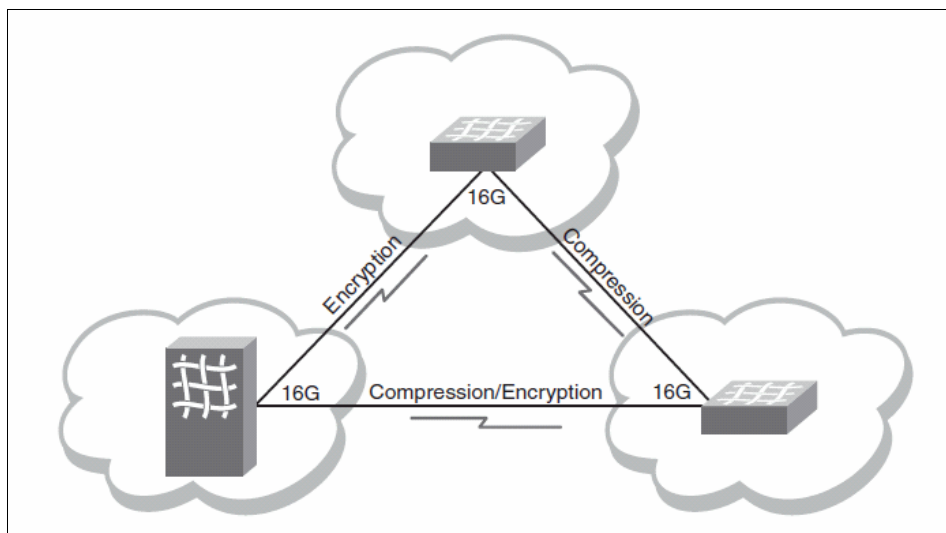 16G
Encryption
Compression
16G
Compression/Encryption
16G